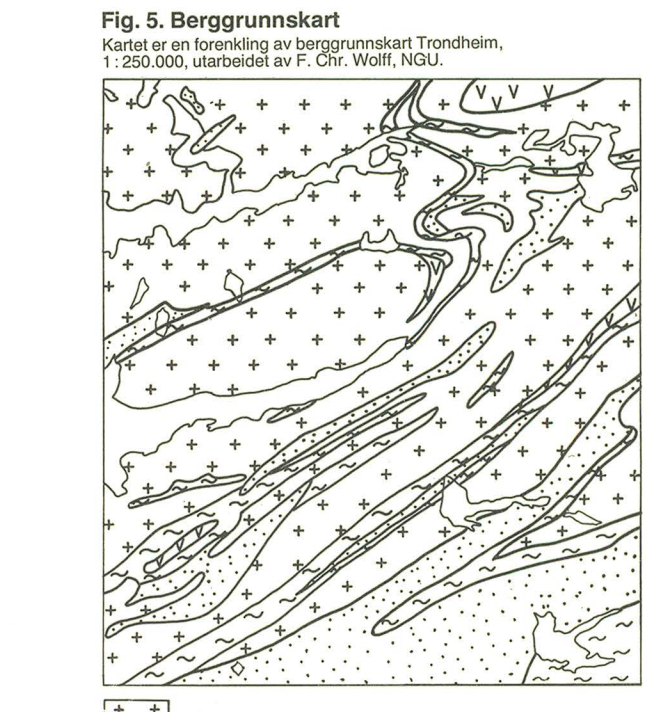 Fig. 5. Berggrunnskart
Kartet er en forenkling av berggrunnskart Trondheim,
1 : 250.000, utarbeidet av F. Chr. Wolff, NGU.